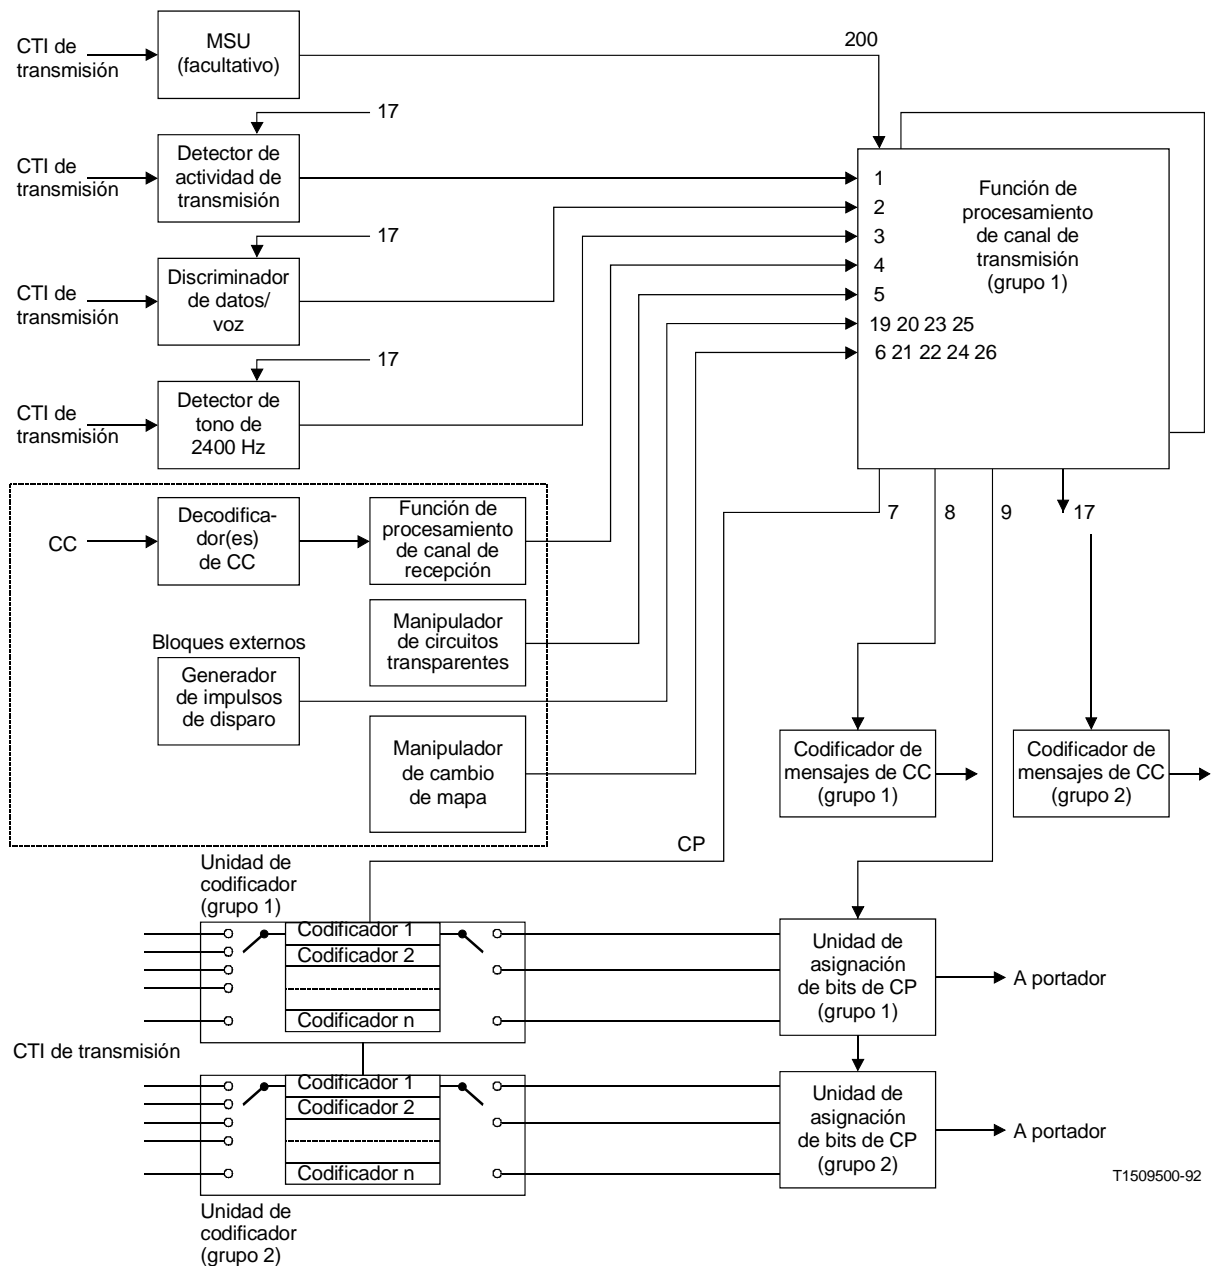 CTI de
transmisión
MSU
(facultativo)
200
17
CTI de
transmisión
Detector de
actividad de
transmisión
1
Función de
procesamiento
de canal de
transmisión
(grupo 1)
2
3
4
5
19 20 23 25
6 21 22 24 26
17
CTI de
transmisión
Discriminador
de datos/
voz
17
CTI de
transmisión
Detector de
tono de
2400 Hz
7
8
9
17
CC
Decodifica-
dor(es)
de CC
Función de
procesamiento
de canal de
recepción
Manipulador
de circuitos
transparentes
Bloques externos
Generador
de impulsos
de disparo
Manipulador
de cambio
de mapa
Codificador de
mensajes de CC
(grupo 1)
Codificador de
mensajes de CC
(grupo 2)
CP
Unidad de
codificador
(grupo 1)
Codificador 1
Codificador 2
Codificador n
Unidad de
asignación
de bits de CP
(grupo 1)
A portador
CTI de transmisión
Codificador 1
Codificador 2
Codificador n
Unidad de
asignación
de bits de CP
(grupo 2)
A portador
T1509500-92
Unidad de
codificador
(grupo 2)